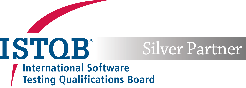 ISTQB® Silver Partner
International Software
Testing Qualifications Board